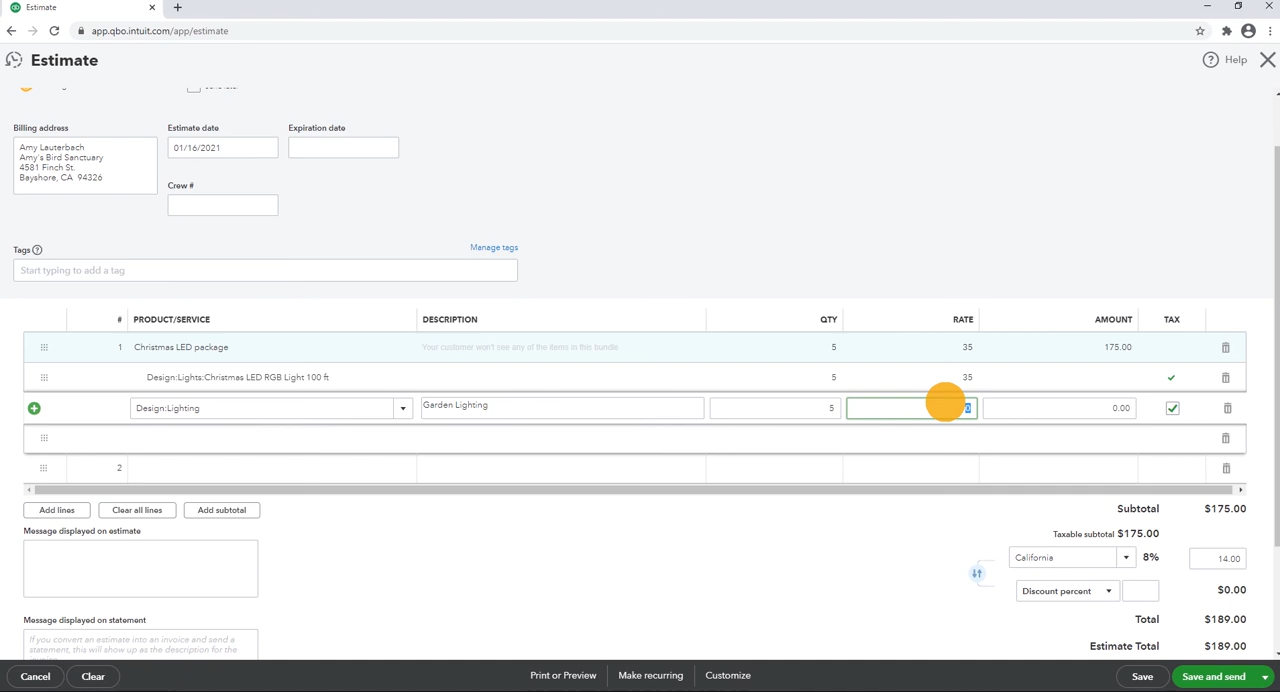 Estimate
app.qbo.intuit.com/app/estimate
Estimate
Help
Billing address
Estimate date
Expiration date
Amy Lauterbach
Amy's Bird Sanctuary
4581 Finch St.
Bayshore, CA 94326
01/16/2021
Crew #
Tags
Manage tags
Start typing to add a tag
# PRODUCT/SERVICE DESCRIPTION QTY RATE AMOUNT TAX
1 Christmas LED package Your customer won't see any of the items in this bundle 5 35 175.00
Design:Lights:Christmas LED RGB Light 100 ft 5 35
Design:Lighting Garden Lighting 5 0 0.00
2
Add lines Clear all lines Add subtotal
Subtotal $175.00
Message displayed on estimate
Taxable subtotal $175.00
California 8% 14.00
Discount percent $0.00
Total $189.00
Message displayed on statement
Estimate Total $189.00
If you convert an estimate into an invoice and send a
statement, this will show up as the description for the
Cancel Clear Print or Preview Make recurring Customize Save Save and send